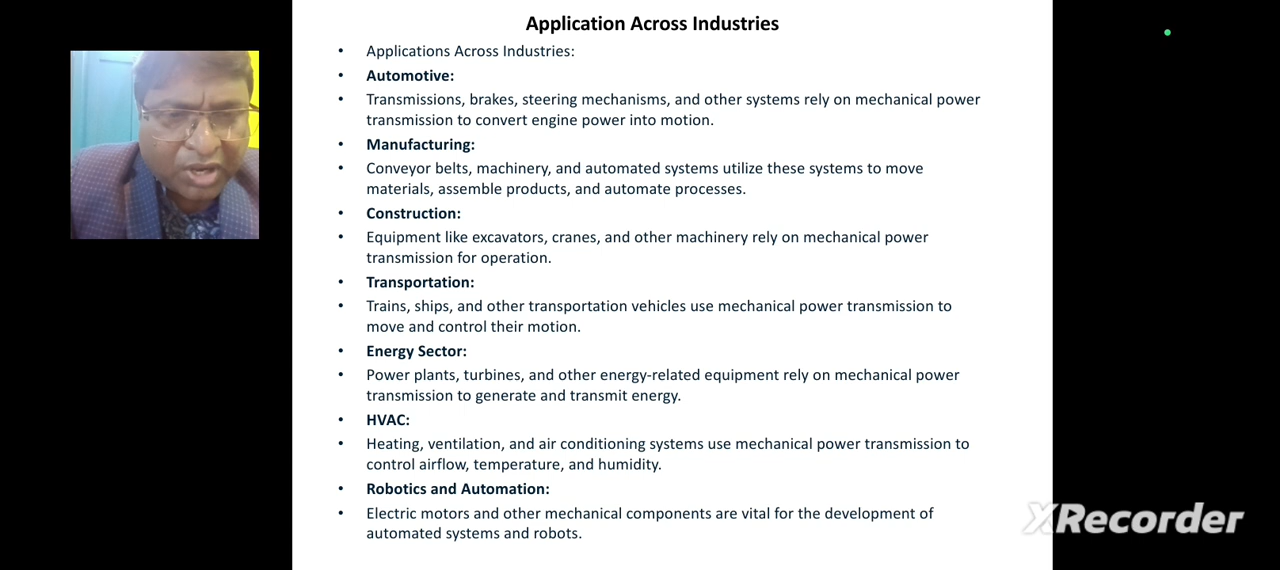 Application Across Industries
• Applications Across Industries:
• Automotive:
• Transmissions, brakes, steering mechanisms, and other systems rely on mechanical power
transmission to convert engine power into motion.
• Manufacturing:
• Conveyor belts, machinery, and automated systems utilize these systems to move
materials, assemble products, and automate processes.
• Construction:
• Equipment like excavators, cranes, and other machinery rely on mechanical power
transmission for operation.
• Transportation:
• Trains, ships, and other transportation vehicles use mechanical power transmission to
move and control their motion.
• Energy Sector:
• Power plants, turbines, and other energy-related equipment rely on mechanical power
transmission to generate and transmit energy.
• HVAC:
• Heating, ventilation, and air conditioning systems use mechanical power transmission to
control airflow, temperature, and humidity.
• Robotics and Automation:
• Electric motors and other mechanical components are vital for the development of
automated systems and robots.
XRecorder